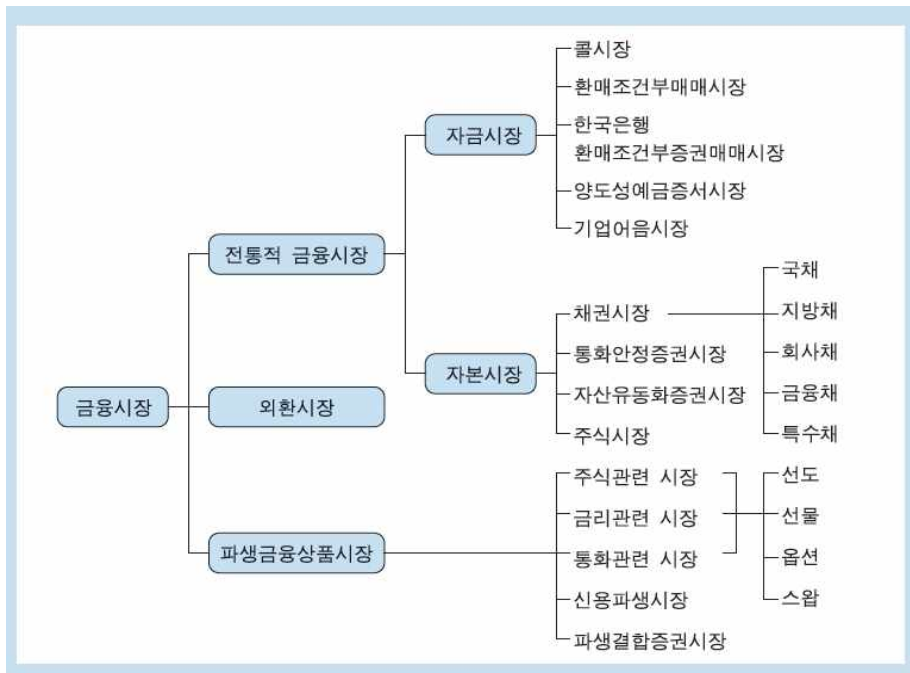 콜시장
환매조건부매매시장
자금시장
한국은행
환매조건부증권매매시장
양도성예금증서시장
기업어음시장
전통적 금융시장
국채
채권시장
지방채
통화안정증권시장
회사채
자본시장
자산유동화증권시장
금융채
주식시장
특수채
금융시장
외환시장
주식관련 시장
선도
금리관련 시장
선물
파생금융상품시장
통화관련 시장
옵션
신용파생시장
스왑
파생결합증권시장